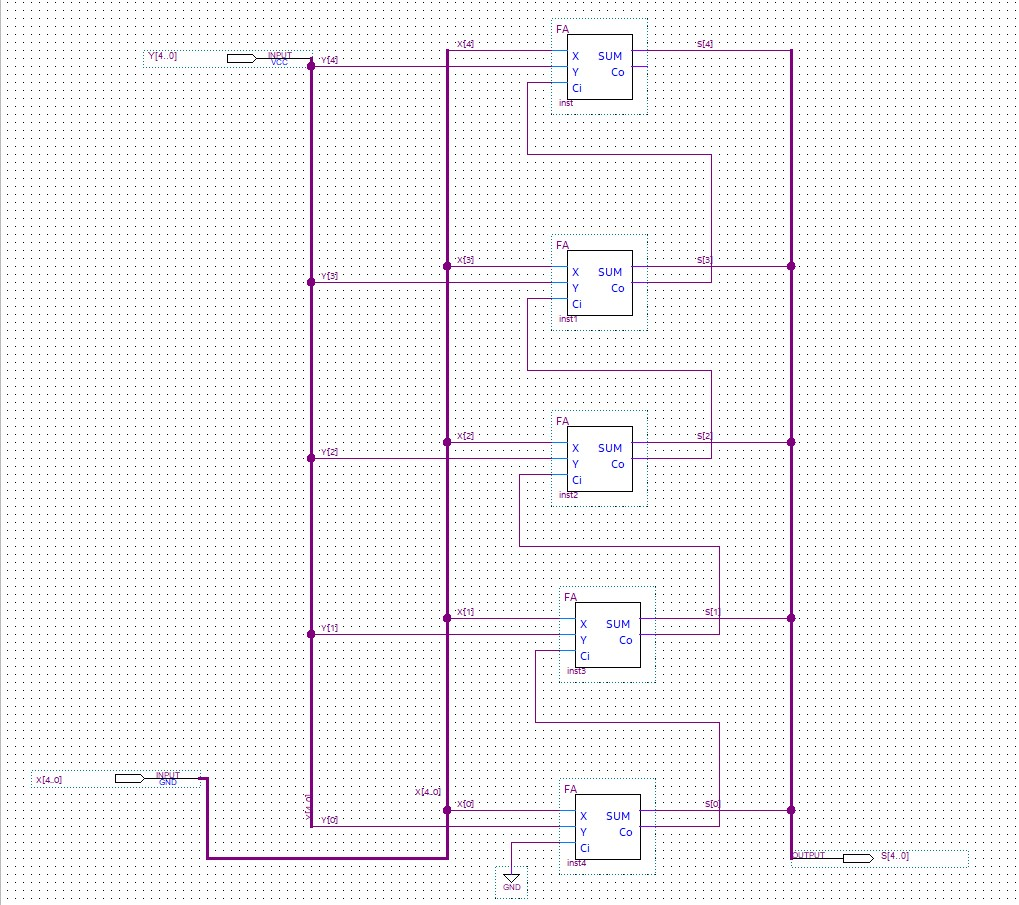 FA
X[4] S[4]
Y[4..0] INPUT
VCC
Y[4]
X SUM
Y Co
Ci
inst
FA
X[3] S[3]
Y[3]
X SUM
Y Co
Ci
inst1
FA
X[2] S[2]
Y[2]
X SUM
Y Co
Ci
inst2
FA
X[1] S[1]
Y[1]
X SUM
Y Co
Ci
inst3
X[4..0] INPUT
GND
FA
X[4..0]
Y[4..0]
X[0] S[0]
Y[0]
X SUM
Y Co
Ci
inst4
GND
OUTPUT S[4..0]